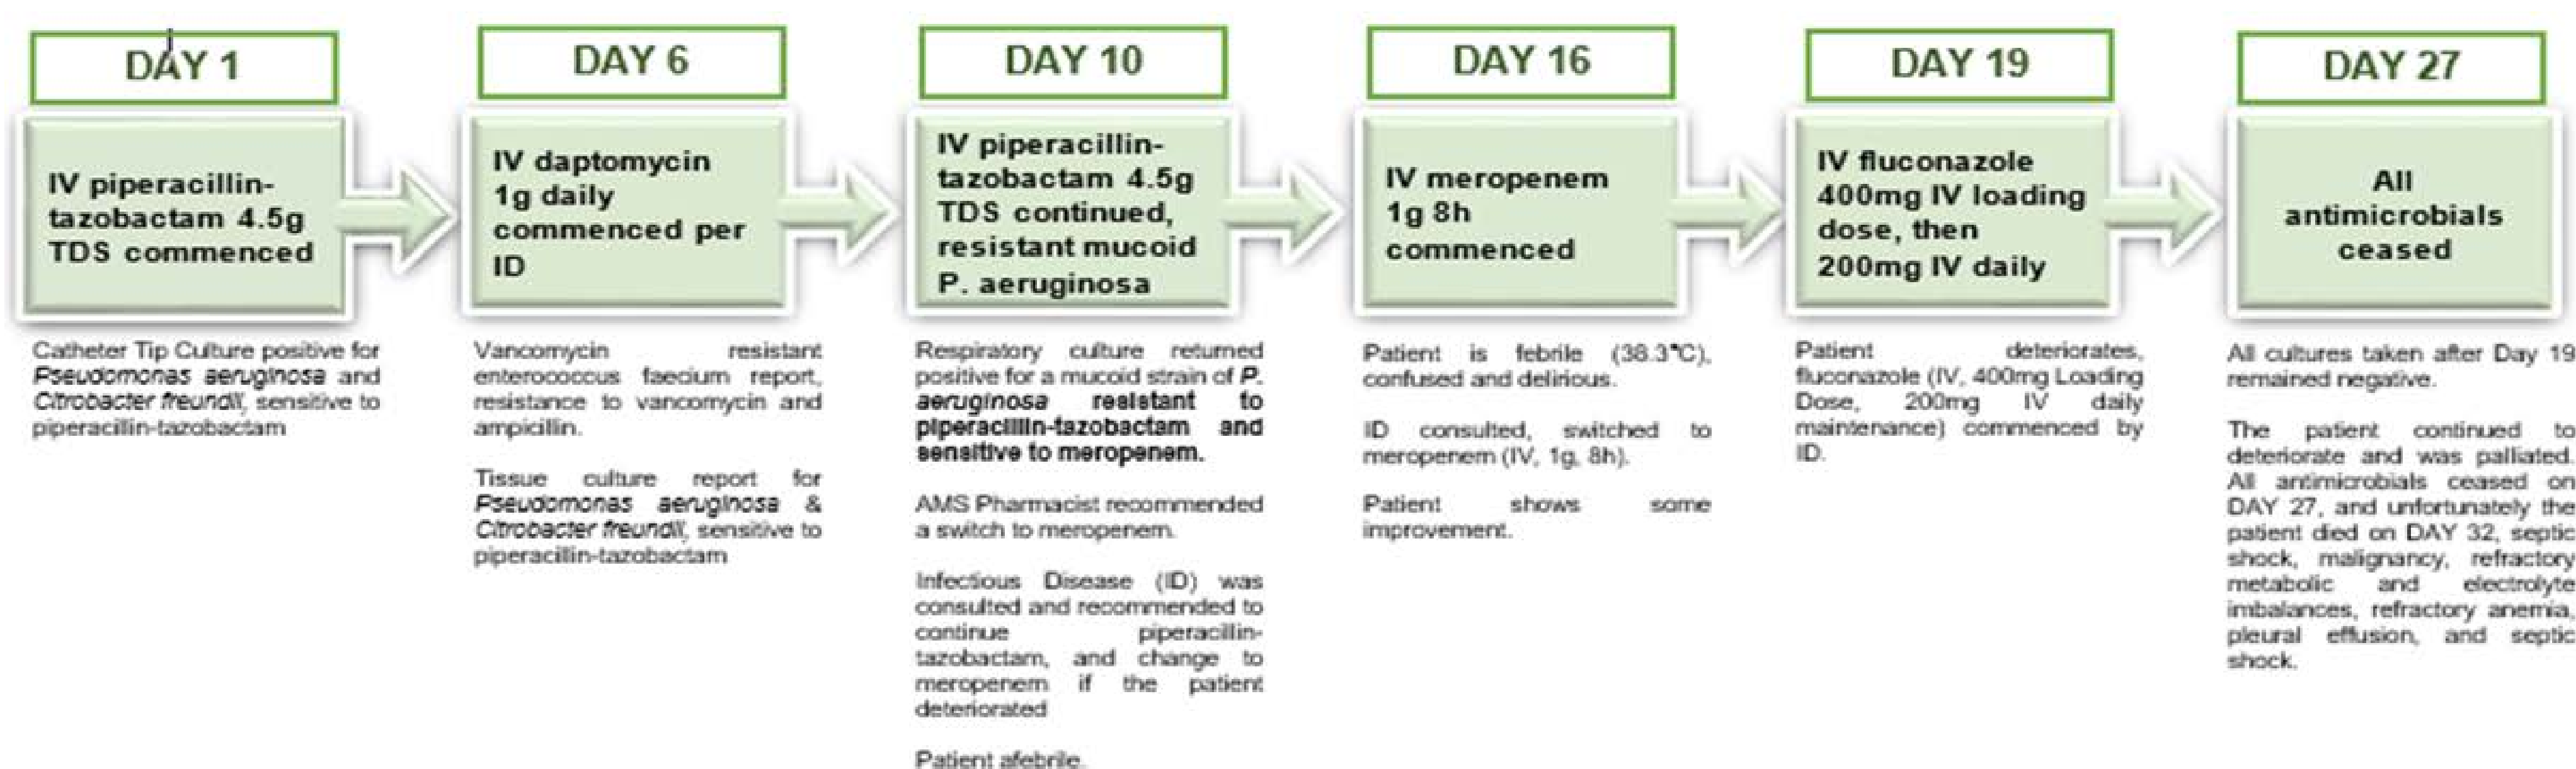 DAY 1
IV piperacillin-
tazobactam 4.5g
TDS commenced
Catheter Tip Culture positive for
Pseudomonas aeruginosa and
Citrobacter freundii, sensitive to
piperacillin-tazobactam
DAY 6
IV daptomycin
1g daily
commenced per
ID
Vancomycin resistant
enterococcus faecium report,
resistance to vancomycin and
ampicillin.
Tissue culture report for
Pseudomonas aeruginosa &
Citrobacter freundii, sensitive to
piperacillin-tazobactam
DAY 10
IV piperacillin-
tazobactam 4.5g
TDS continued,
resistant mucoid
P. aeruginosa
Respiratory culture returned
positive for a mucoid strain of P.
aeruginosa resistant to
piperacillin-tazobactam and
sensitive to meropenem.
AMS Pharmacist recommended
a switch to meropenem.
Infectious Disease (ID) was
consulted and recommended to
continue piperacillin-
tazobactam, and change to
meropenem if the patient
deteriorated
Patient afebrile.
DAY 16
IV meropenem
1g 8h
commenced
Patient is febrile (38.3°C),
confused and delirious.
ID consulted, switched to
meropenem (IV, 1g, 8h).
Patient shows some
improvement.
DAY 19
IV fluconazole
400mg IV loading
dose, then
200mg IV daily
Patient deteriorates,
fluconazole (IV, 400mg Loading
Dose, 200mg IV daily
maintenance) commenced by
ID.
DAY 27
All
antimicrobials
ceased
All cultures taken after Day 19
remained negative.
The patient continued to
deteriorate and was palliated.
All antimicrobials ceased on
DAY 27, and unfortunately the
patient died on DAY 32, septic
shock, malignancy, refractory
metabolic and electrolyte
imbalances, refractory anemia,
pleural effusion, and septic
shock.